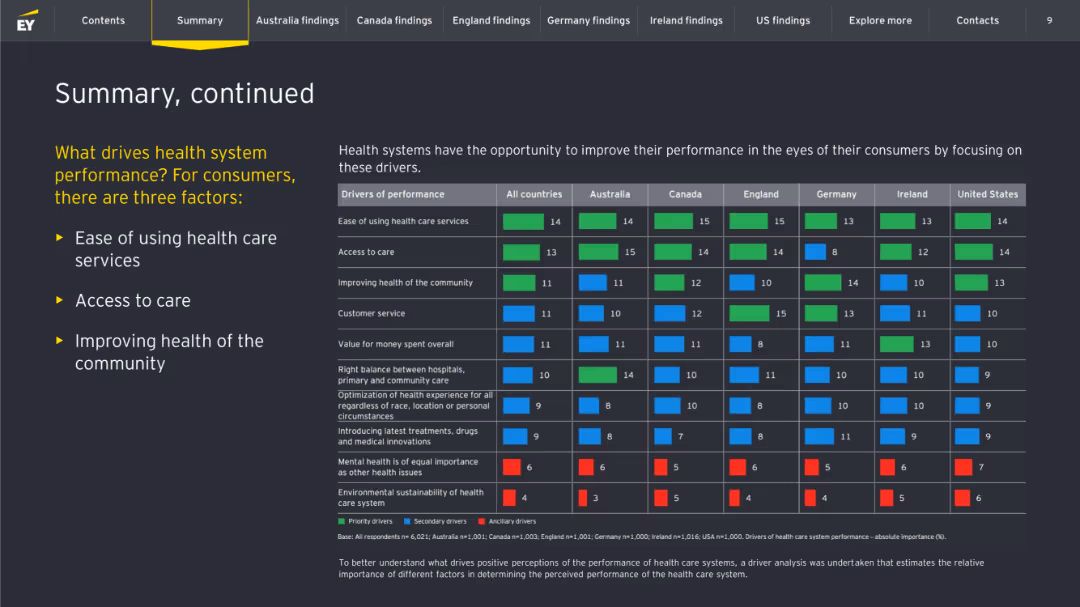 EY
Contents
Summary
Australia findings
Canada findings
England findings
Germany findings
Ireland findings
US findings
Explore more
Contacts
9
Summary, continued
What drives health system
performance? For consumers,
there are three factors:
Ease of using health care
services
Access to care
Improving health of the
community
Health systems have the opportunity to improve their performance in the eyes of their consumers by focusing on
these drivers.
Drivers of performance All countries Australia Canada England Germany Ireland United States
Ease of using health care services 14 14 15 15 13 13 14
Access to care 13 15 14 14 8 12 14
Improving health of the community 11 11 12 10 14 10 13
Customer service 11 10 12 15 13 11 10
Value for money spent overall 11 11 11 8 11 13 10
Right balance between hospitals,
primary and community care 10 14 10 11 10 10 9
Optimization of health experience for all
regardless of race, location or personal
circumstances 9 8 10 8 10 10 9
Introducing latest treatments, drugs
and medical innovations 9 8 7 8 11 9 9
Mental health is of equal importance
as other health issues 6 6 5 6 5 6 7
Environmental sustainability of health
care system 4 3 5 4 4 5 6
Priority drivers Secondary drivers Ancillary drivers
Base: All respondents n= 6,021; Australia n=1,001; Canada n=1,003; England n=1,001; Germany n=1,000; Ireland n=1,016; USA n=1,000. Drivers of health care system performance – absolute importance (%).
To better understand what drives positive perceptions of the performance of health care systems, a driver analysis was undertaken that estimates the relative
importance of different factors in determining the perceived performance of the health care system.